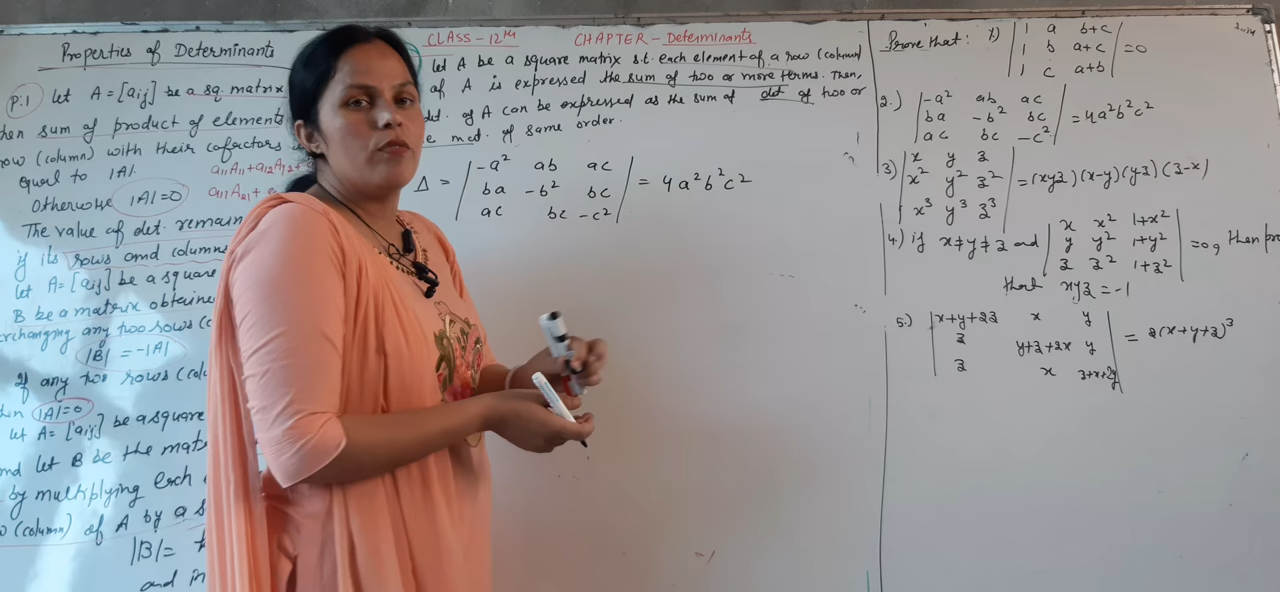 Properties of Determinants
P.1 let A = [aij] be a sq. matrix
then sum of product of elements
row (column) with their cofactors
equal to |A|.
a11A11+a12A12+
Otherwise |A|=0
a11A21+
The value of det. remain
if its rows and columns
let A=[aij] be a square
B be a matrix obtaine
erchanging any two rows (c
|B| = -|A|
If any two rows (col
|A|=0
let A= [aij] be a square
nd let B be the mat
by multiplying each
(column) of A by a s
|B|=
and in
CLASS - 12th CHAPTER - Determinants
let A be a square matrix s.t. each element of a row (column)
of A is expressed the sum of two or more terms. Then,
det. of A can be expressed as the sum of det of two or
mat. of same order.
Δ = | -a² ab ac |
| ba -b² bc | = 4a²b²c²
| ac bc -c² |
Prove that: 1) | 1 a b+c |
| 1 b a+c | =0
| 1 c a+b |
2.) | -a² ab ac |
| ba -b² bc | = 4a²b²c²
| ac bc -c² |
3) | x y z |
| x² y² z² | = (xyz)(x-y)(yz)(z-x)
| x³ y³ z³ |
4.) if x≠y≠z and | x x² 1+x² |
| y y² 1+y² | =0, then pro
| z z² 1+z² |
that xyz = -1
5.) | x+y+2z x y |
| z y+z+2x y | = 2(x+y+z)³
| z x z+x+2y |